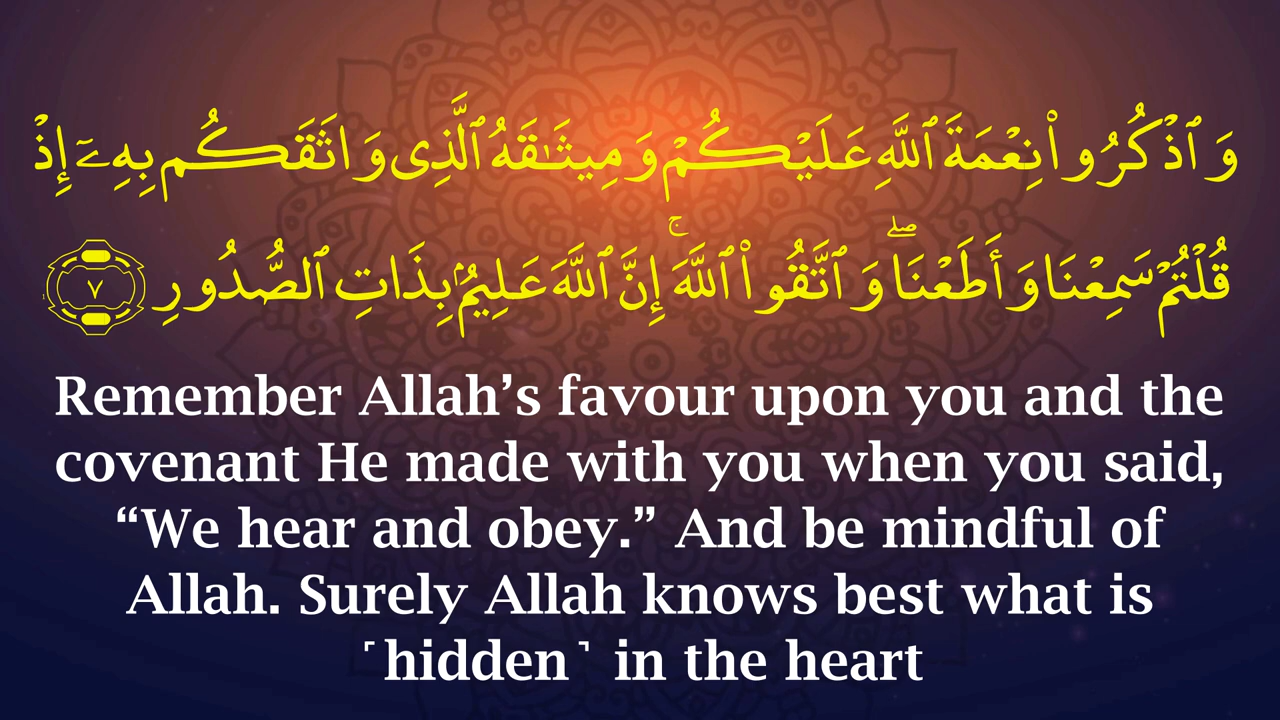 وَٱذْكُرُوا۟ نِعْمَةَ ٱللَّهِ عَلَيْكُمْ وَمِيثَـٰقَهُ ٱلَّذِى وَاثَقَكُم بِهِۦٓ إِذْ
قُلْتُمْ سَمِعْنَا وَأَطَعْنَا ۖ وَٱتَّقُوا۟ ٱللَّهَ ۚ إِنَّ ٱللَّهَ عَلِيمٌۢ بِذَاتِ ٱلصُّدُورِ ٧
Remember Allah’s favour upon you and the
covenant He made with you when you said,
“We hear and obey.” And be mindful of
Allah. Surely Allah knows best what is
˹hidden˺ in the heart